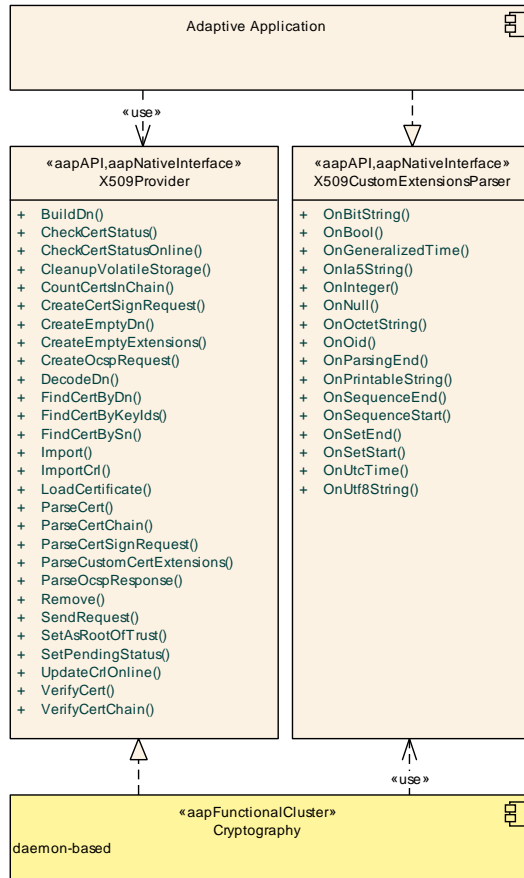 Adaptive Application
«use»
«aapAPI,aapNativeInterface»
X509Provider
+ BuildDn()
+ CheckCertStatus()
+ CheckCertStatusOnline()
+ CleanupVolatileStorage()
+ CountCertsInChain()
+ CreateCertSignRequest()
+ CreateEmptyDn()
+ CreateEmptyExtensions()
+ CreateOcspRequest()
+ DecodeDn()
+ FindCertByDn()
+ FindCertByKeyIds()
+ FindCertBySn()
+ Import()
+ ImportCrl()
+ LoadCertificate()
+ ParseCert()
+ ParseCertChain()
+ ParseCertSignRequest()
+ ParseCustomCertExtensions()
+ ParseOcspResponse()
+ Remove()
+ SendRequest()
+ SetAsRootOfTrust()
+ SetPendingStatus()
+ UpdateCrlOnline()
+ VerifyCert()
+ VerifyCertChain()
«aapAPI,aapNativeInterface»
X509CustomExtensionsParser
+ OnBitString()
+ OnBool()
+ OnGeneralizedTime()
+ OnIa5String()
+ OnInteger()
+ OnNull()
+ OnOctetString()
+ OnOid()
+ OnParsingEnd()
+ OnPrintableString()
+ OnSequenceEnd()
+ OnSequenceStart()
+ OnSetEnd()
+ OnSetStart()
+ OnUtcTime()
+ OnUtf8String()
«use»
«aapFunctionalCluster»
Cryptography
daemon-based